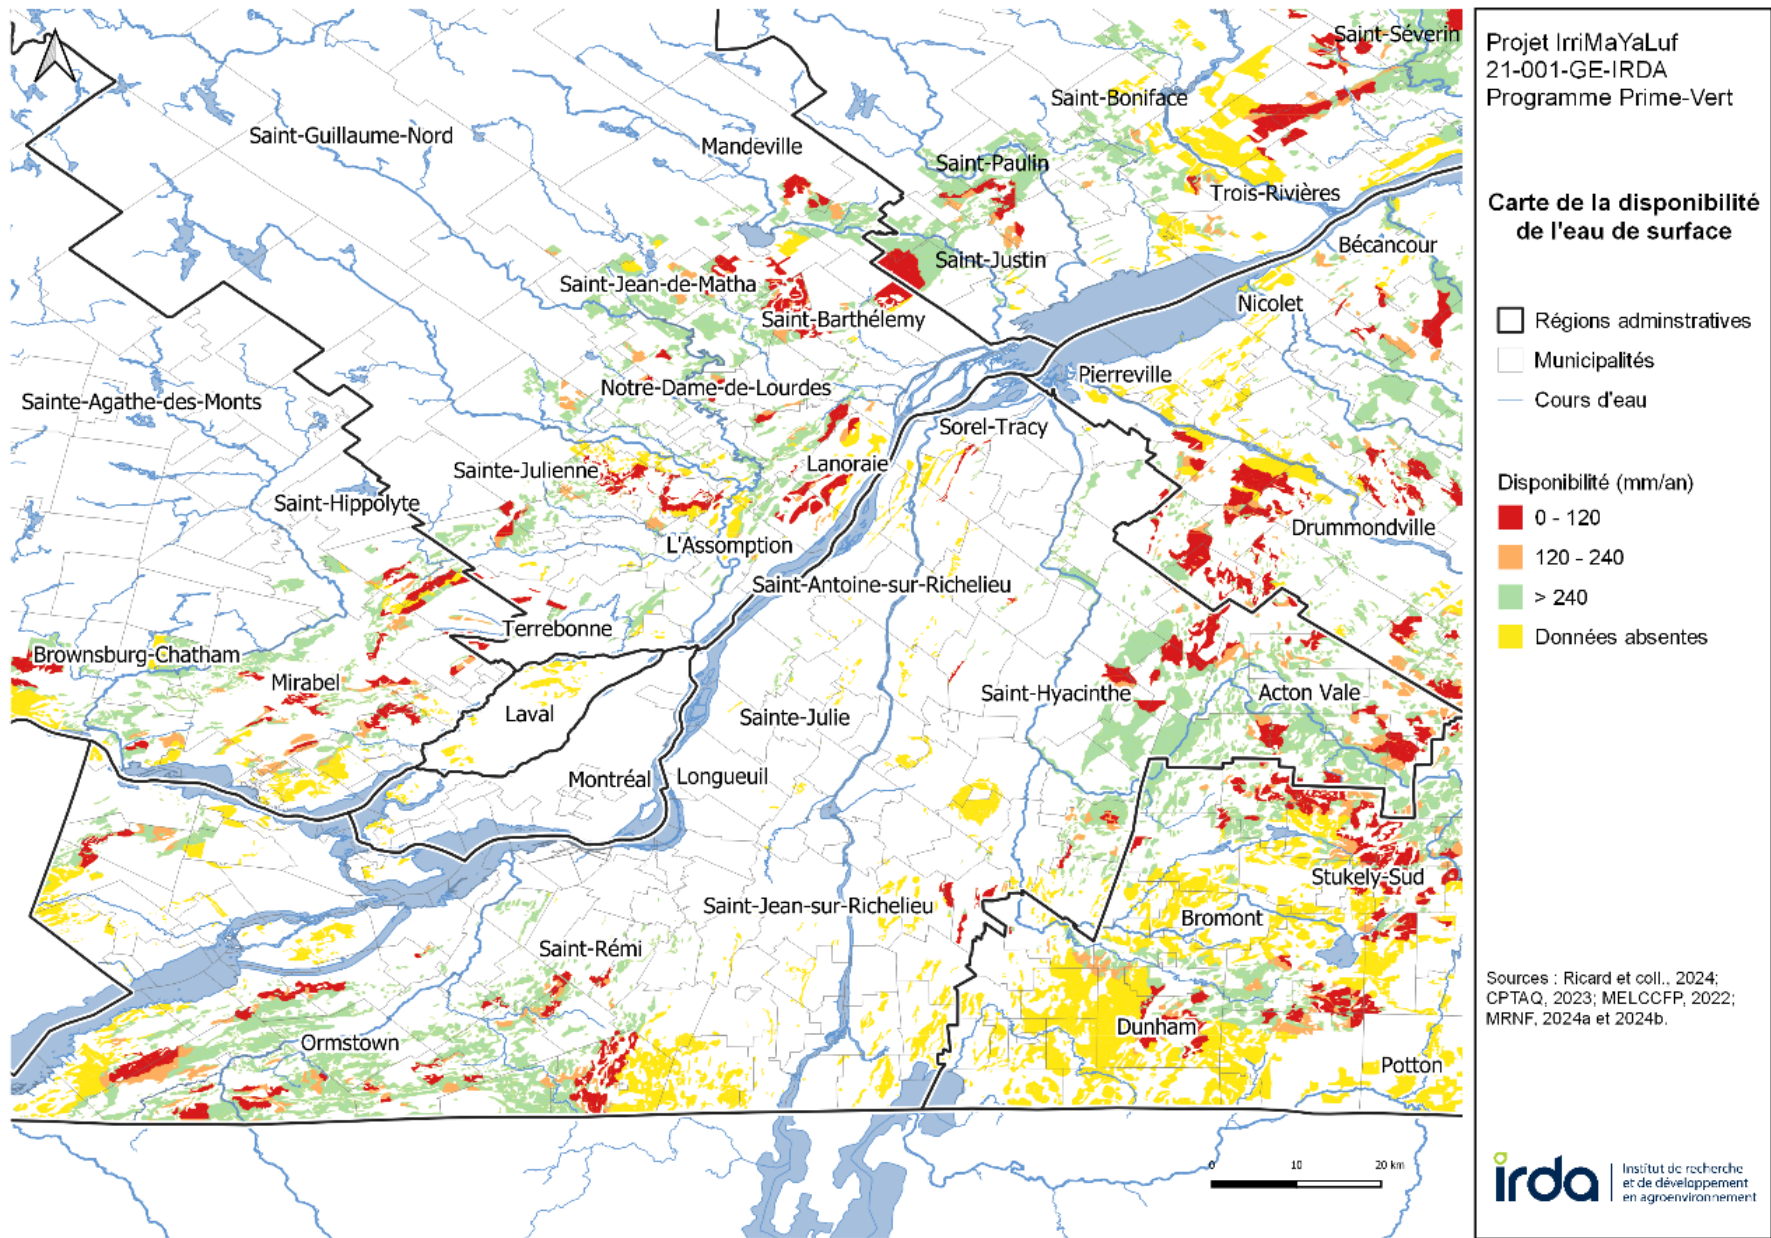 Saint-Séverin
Saint-Boniface
Saint-Guillaume-Nord
Mandeville
Saint-Paulin
Trois-Rivières
Bécancour
Saint-Justin
Saint-Jean-de-Matha
Nicolet
Saint-Barthélemy
Pierreville
Notre-Dame-de-Lourdes
Sainte-Agathe-des-Monts
Sorel-Tracy
Lanoraie
Sainte-Julienne
Saint-Hippolyte
Drummondville
L'Assomption
Saint-Antoine-sur-Richelieu
Terrebonne
Brownsburg-Chatham
Mirabel
Saint-Hyacinthe
Acton Vale
Laval
Sainte-Julie
Montréal
Longueuil
Stukely-Sud
Saint-Jean-sur-Richelieu
Bromont
Saint-Rémi
Dunham
Ormstown
Potton
0 10 20 km
Projet IrriMaYaLuf
21-001-GE-IRDA
Programme Prime-Vert
Carte de la disponibilité
de l'eau de surface
Régions adminstratives
Municipalités
Cours d'eau
Disponibilité (mm/an)
0 - 120
120 - 240
> 240
Données absentes
Sources : Ricard et coll., 2024;
CPTAQ, 2023; MELCCFP, 2022;
MRNF, 2024a et 2024b.
irda
Institut de recherche
et de développement
en agroenvironnement